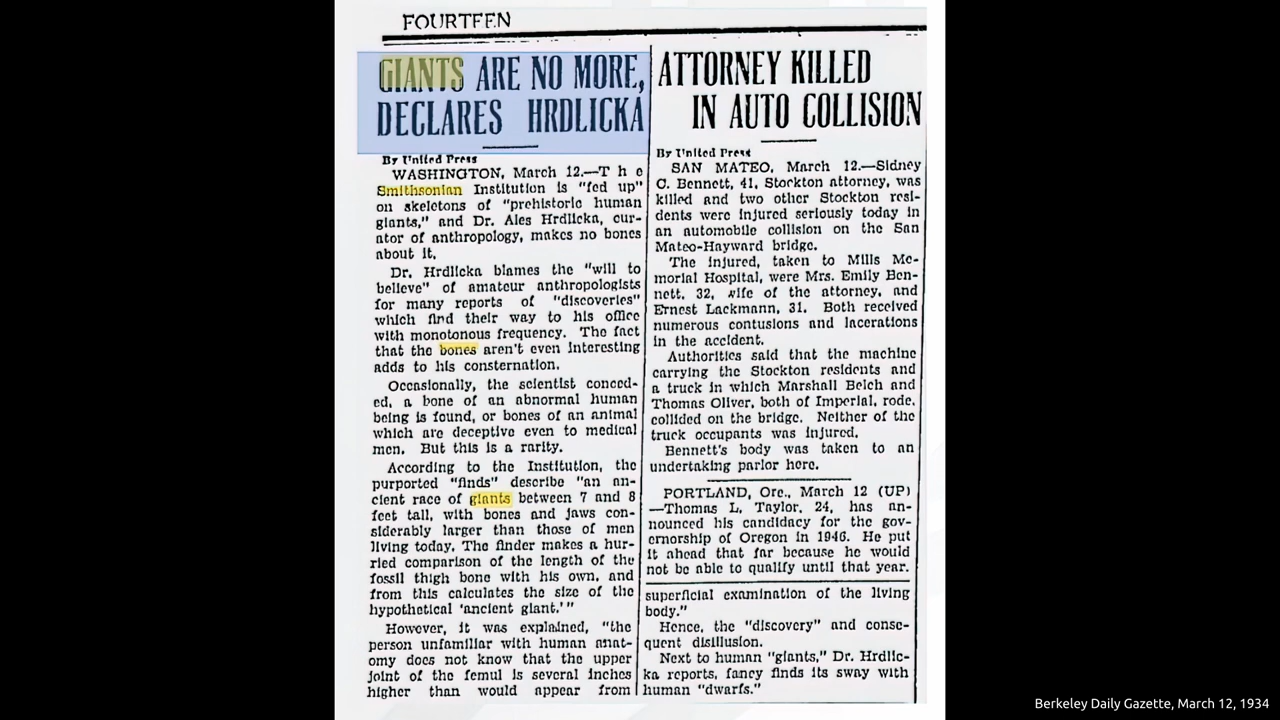 FOURTEEN
GIANTS ARE NO MORE,
DECLARES HRDLICKA
By United Press
WASHINGTON, March 12.—The
Smithsonian Institution is "fed up"
on skeletons of "prehistoric human
giants," and Dr. Ales Hrdlicka, cur-
ator of anthropology, makes no bones
about it.
Dr. Hrdlicka blames the "will to
believe" of amateur anthropologists
for many reports of "discoveries"
which find their way to his office
with monotonous frequency. The fact
that the bones aren't even interesting
adds to his consternation.
Occasionally, the scientist conced-
ed, a bone of an abnormal human
being is found, or bones of an animal
which are deceptive even to medical
men. But this is a rarity.
According to the Institution, the
purported "finds" describe "an an-
cient race of giants between 7 and 8
feet tall, with bones and jaws con-
siderably larger than those of men
living today. The finder makes a hur-
ried comparison of the length of the
fossil thigh bone with his own, and
from this calculates the size of the
hypothetical 'ancient giant.'"
However, it was explained, "the
person unfamiliar with human anat-
omy does not know that the upper
joint of the femul is several inches
higher than would appear from
superficial examination of the living
body."
Hence, the "discovery" and conse-
quent disillusion.
Next to human "giants," Dr. Hrdlic-
ka reports, fancy finds its sway with
human "dwarfs."
ATTORNEY KILLED
IN AUTO COLLISION
By United Press
SAN MATEO, March 12.—Sidney
C. Bennett, 41, Stockton attorney, was
killed and two other Stockton resi-
dents were injured seriously today in
an automobile collision on the San
Mateo-Hayward bridge.
The injured, taken to Mills Me-
morial Hospital, were Mrs. Emily Ben-
nett, 32, wife of the attorney, and
Ernest Lackmann, 31. Both received
numerous contusions and lacerations
in the accident.
Authorities said that the machine
carrying the Stockton residents and
a truck in which Marshall Belch and
Thomas Oliver, both of Imperial, rode,
collided on the bridge. Neither of the
truck occupants was injured.
Bennett's body was taken to an
undertaking parlor here.
PORTLAND, Ore., March 12 (UP)
—Thomas L. Taylor, 24, has an-
nounced his candidacy for the gov-
ernorship of Oregon in 1946. He put
it ahead that far because he would
not be able to qualify until that year.
Berkeley Daily Gazette, March 12, 1934